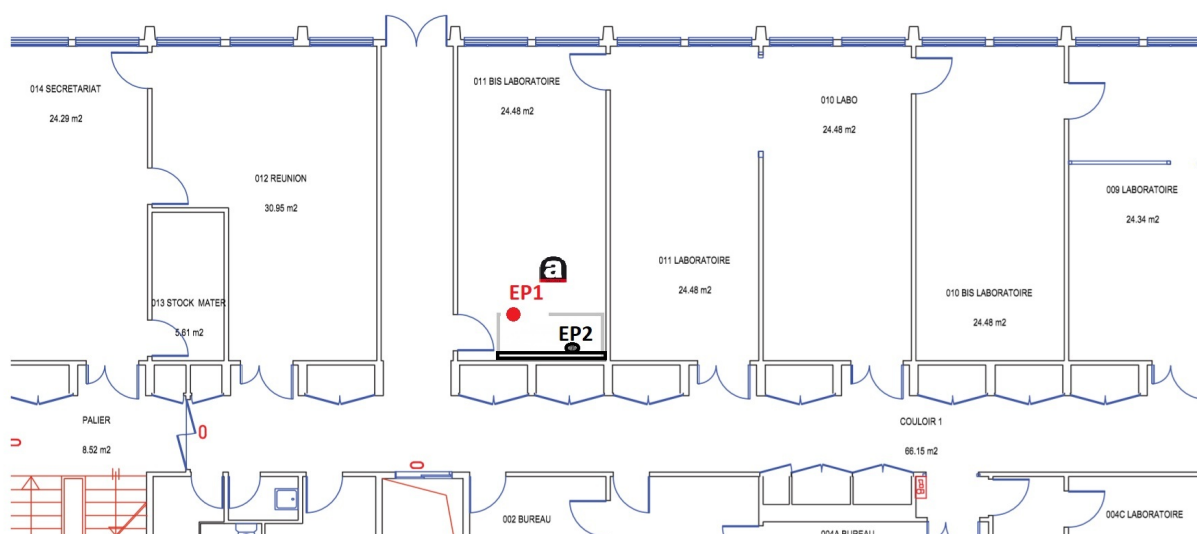 014 SECRETARIAT
24.29 m2
012 REUNION
30.95 m2
013 STOCK MATER
5.61 m2
011 BIS LABORATOIRE
24.48 m2
a
EP1
EP2
011 LABORATOIRE
24.48 m2
010 LABO
24.48 m2
010 BIS LABORATOIRE
24.48 m2
009 LABORATOIRE
24.34 m2
PALIER
8.52 m2
0
COULOIR 1
66.15 m2
002 BUREAU
004A BUREAU
004C LABORATOIRE